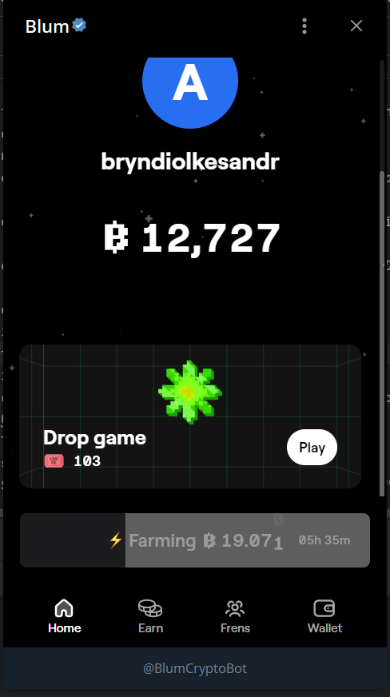 Blum
A
bryndiolkesandr
₿ 12,727
Drop game
103
Play
Farming ₿ 19.071
05h 35m
Home
Earn
Frens
Wallet
@BlumCryptoBot